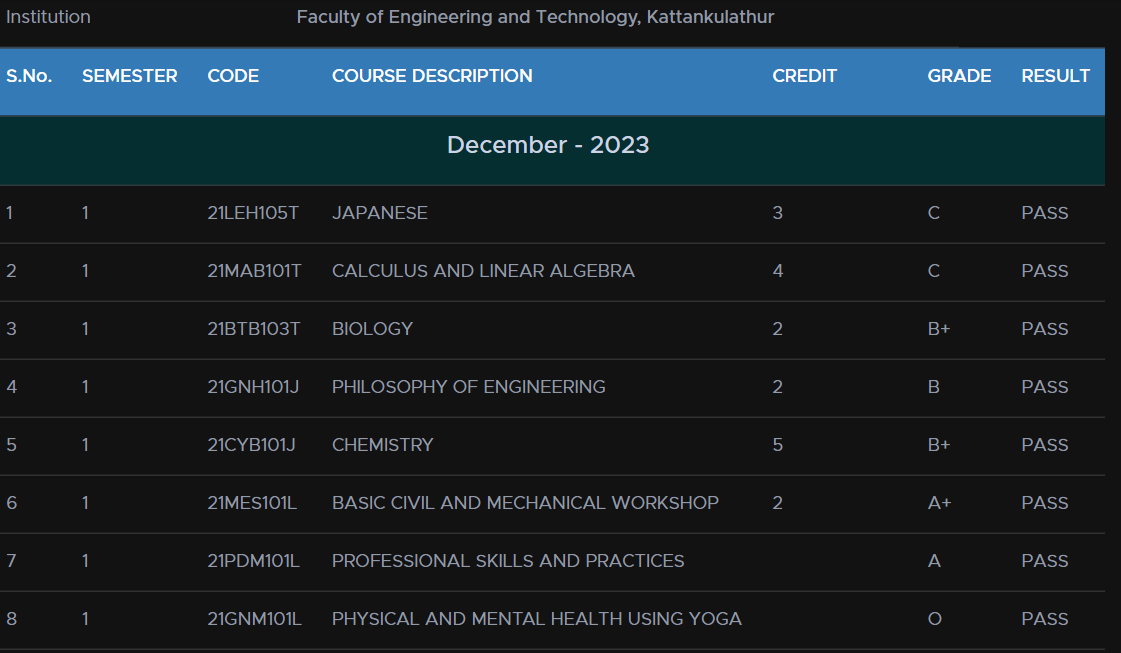 Institution Faculty of Engineering and Technology, Kattankulathur
S.No. SEMESTER CODE COURSE DESCRIPTION CREDIT GRADE RESULT
December - 2023
1 1 21LEH105T JAPANESE 3 C PASS
2 1 21MAB101T CALCULUS AND LINEAR ALGEBRA 4 C PASS
3 1 21BTB103T BIOLOGY 2 B+ PASS
4 1 21GNH101J PHILOSOPHY OF ENGINEERING 2 B PASS
5 1 21CYB101J CHEMISTRY 5 B+ PASS
6 1 21MES101L BASIC CIVIL AND MECHANICAL WORKSHOP 2 A+ PASS
7 1 21PDM101L PROFESSIONAL SKILLS AND PRACTICES A PASS
8 1 21GNM101L PHYSICAL AND MENTAL HEALTH USING YOGA O PASS